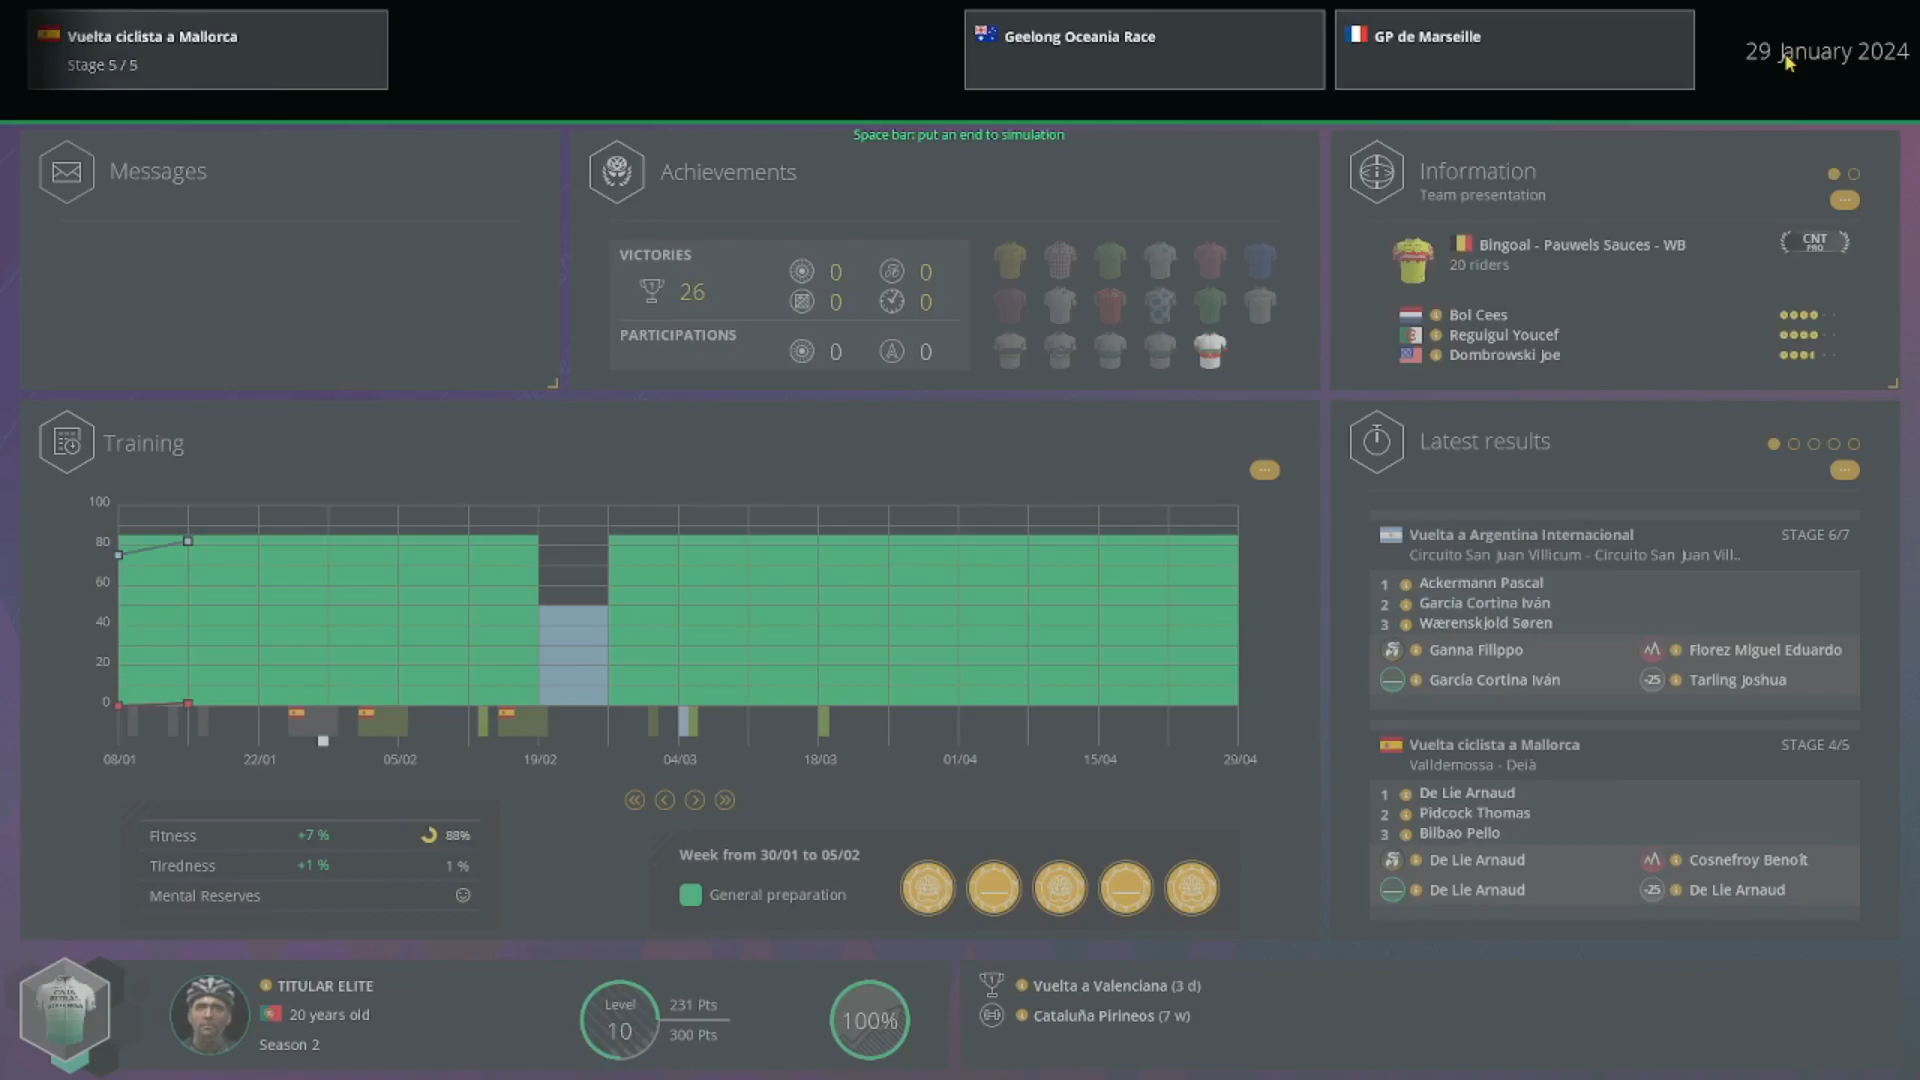 Vuelta ciclista a Mallorca
Stage 5 / 5
Geelong Oceania Race
GP de Marseille
29 January 2024
Space bar: put an end to simulation
Messages
Achievements
VICTORIES
26
0
0
0
0
PARTICIPATIONS
0
0
Information
Team presentation
Bingoal - Pauwels Sauces - WB
20 riders
CNT
PRO
Bol Cees
Reguigui Youcef
Dombrowski Joe
Training
100
80
60
40
20
0
08/01
22/01
05/02
19/02
04/03
18/03
01/04
15/04
29/04
Fitness +7 % 88%
Tiredness +1 % 1 %
Mental Reserves
Week from 30/01 to 05/02
General preparation
Latest results
Vuelta a Argentina Internacional STAGE 6/7
Circuito San Juan Villicum - Circuito San Juan Vill..
1 Ackermann Pascal
2 García Cortina Iván
3 Wærenskjold Søren
Ganna Filippo
Florez Miguel Eduardo
García Cortina Iván
-25 Tarling Joshua
Vuelta ciclista a Mallorca STAGE 4/5
Valldemossa - Deià
1 De Lie Arnaud
2 Pidcock Thomas
3 Bilbao Pello
De Lie Arnaud
Cosnefroy Benoît
De Lie Arnaud
-25 De Lie Arnaud
CAJA
RURAL
TITULAR ELITE
20 years old
Season 2
Level
10
231 Pts
300 Pts
100%
Vuelta a Valenciana (3 d)
Cataluña Pirineos (7 w)